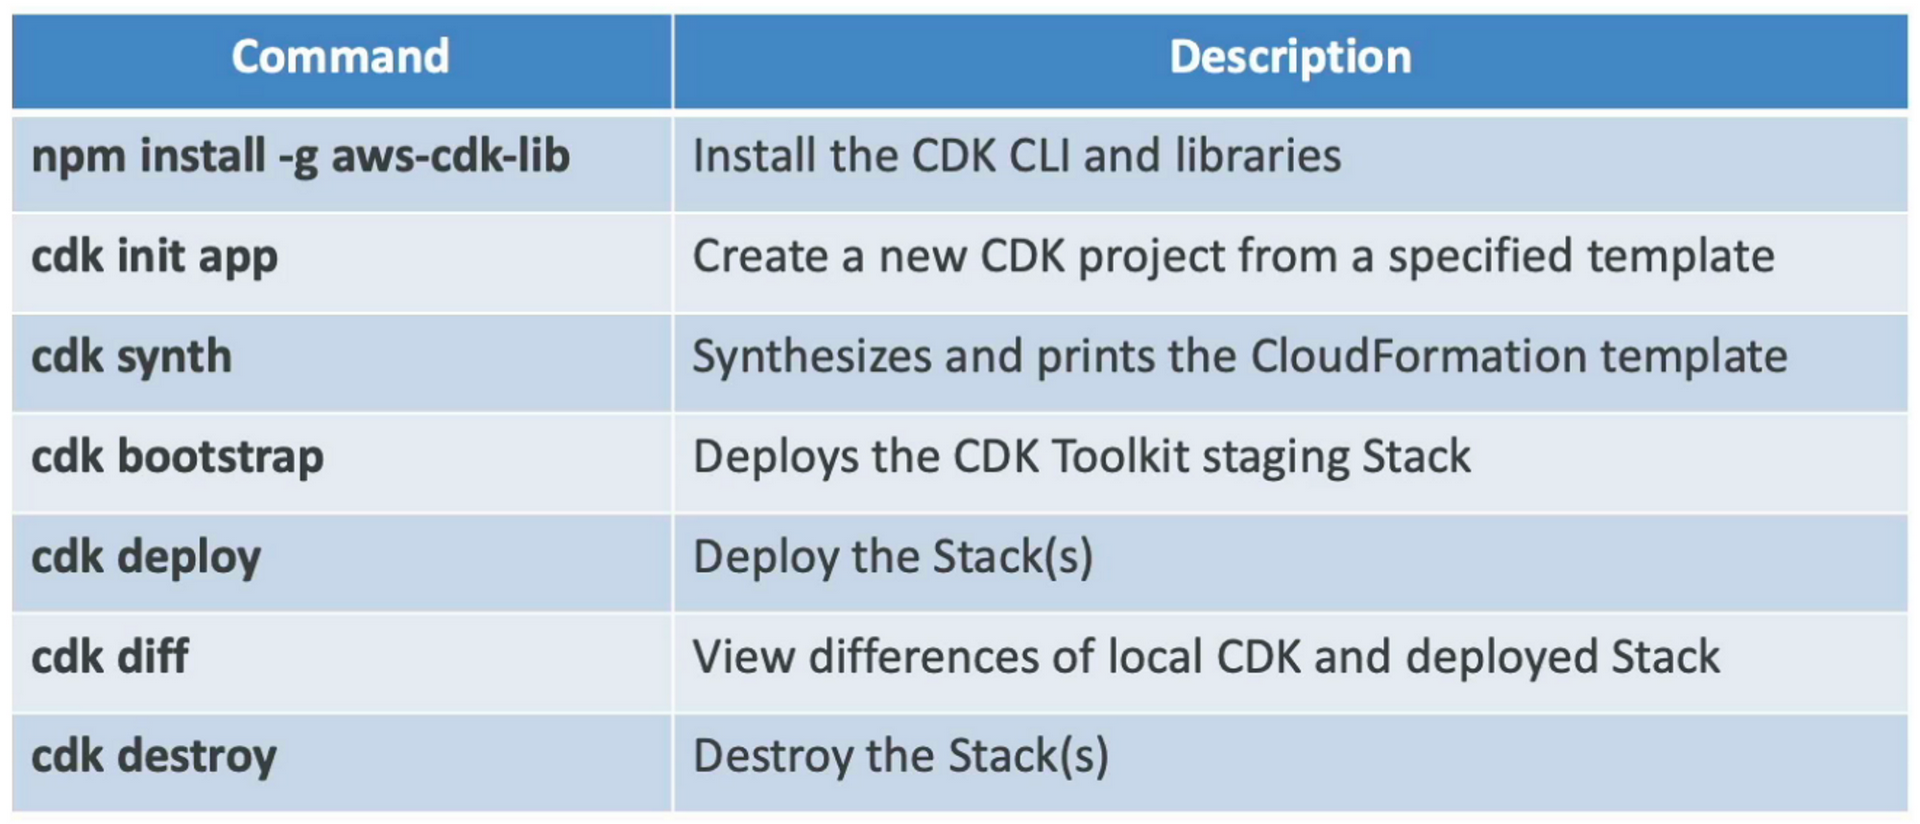 Command Description
npm install -g aws-cdk-lib Install the CDK CLI and libraries
cdk init app Create a new CDK project from a specified template
cdk synth Synthesizes and prints the CloudFormation template
cdk bootstrap Deploys the CDK Toolkit staging Stack
cdk deploy Deploy the Stack(s)
cdk diff View differences of local CDK and deployed Stack
cdk destroy Destroy the Stack(s)